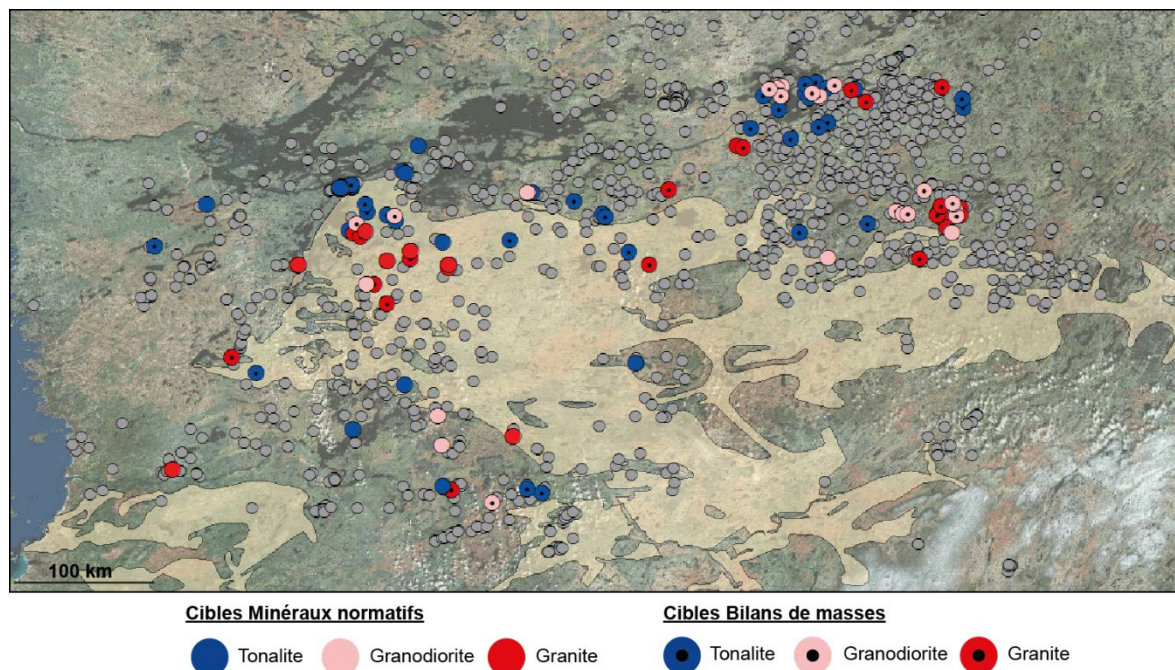 100 km
Cibles Minéraux normatifs Cibles Bilans de masses
Tonalite Granodiorite Granite Tonalite Granodiorite Granite